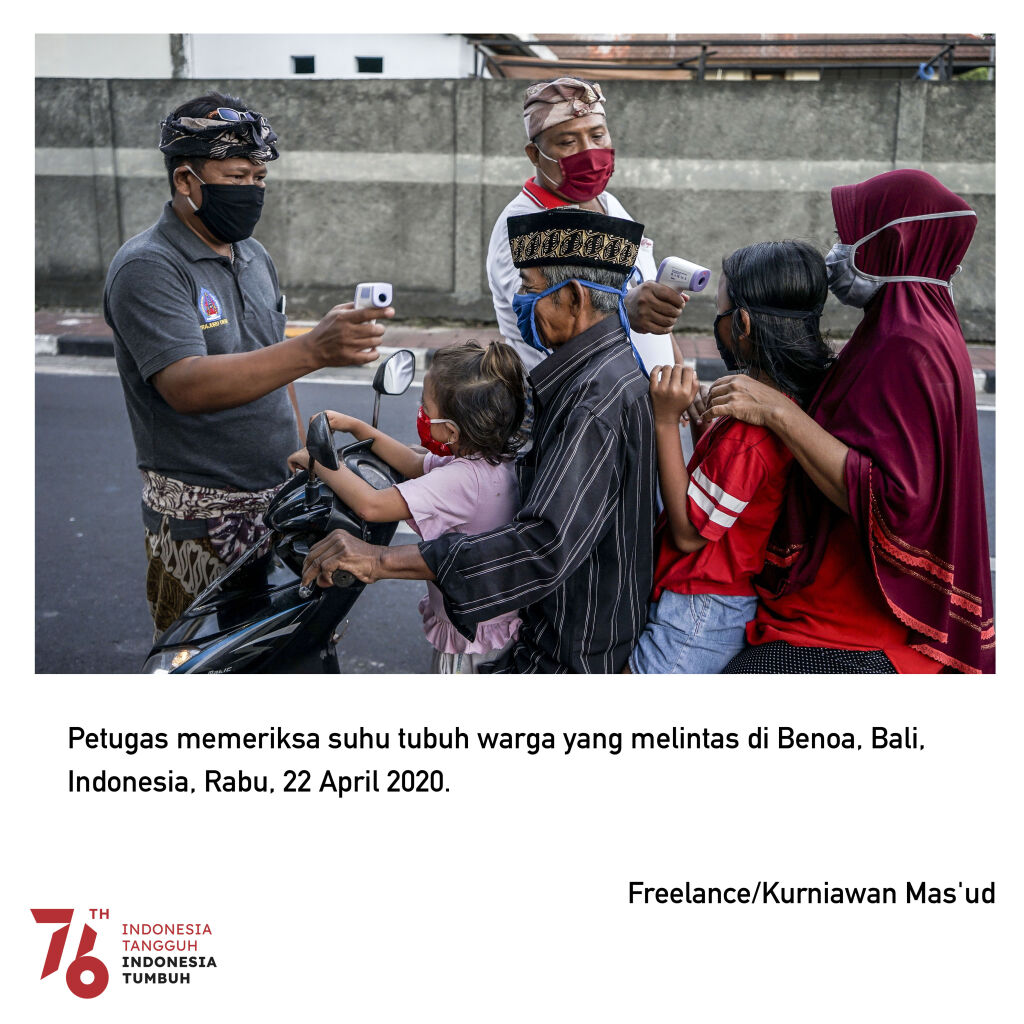 Petugas memeriksa suhu tubuh warga yang melintas di Benoa, Bali,
Indonesia, Rabu, 22 April 2020.
Freelance/Kurniawan Mas'ud
76 TH
INDONESIA
TANGGUH
INDONESIA
TUMBUH